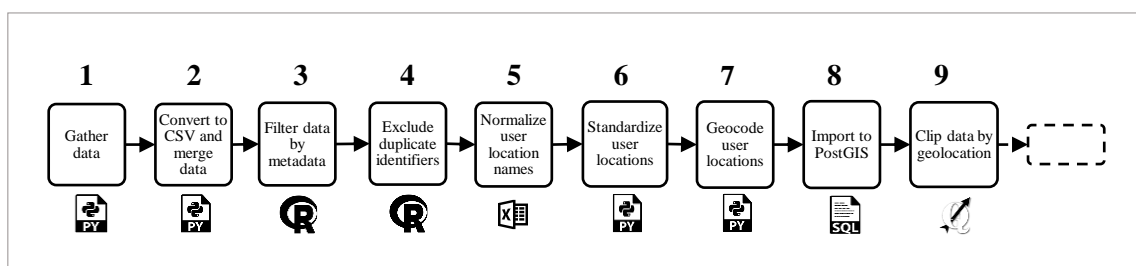 1
Gather
data
2
Convert to
CSV and
merge
data
3
Filter data
by
metadata
4
Exclude
duplicate
identifiers
5
Normalize
user
location
names
6
Standardize
user
locations
7
Geocode
user
locations
8
Import to
PostGIS
9
Clip data by
geolocation
PY
PY
R
R
X
PY
PY
SQL